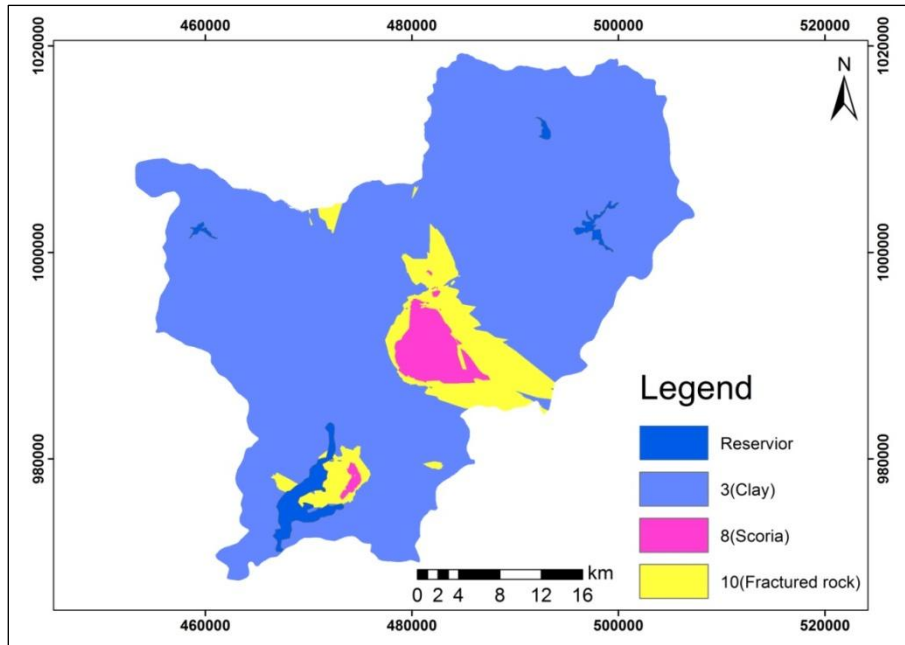 460000 480000 500000 520000
1020000 1020000
N
1000000 1000000
Legend
Reservior
980000 980000
3(Clay)
8(Scoria)
km
0 2 4 8 12 16
10(Fractured rock)
460000 480000 500000 520000